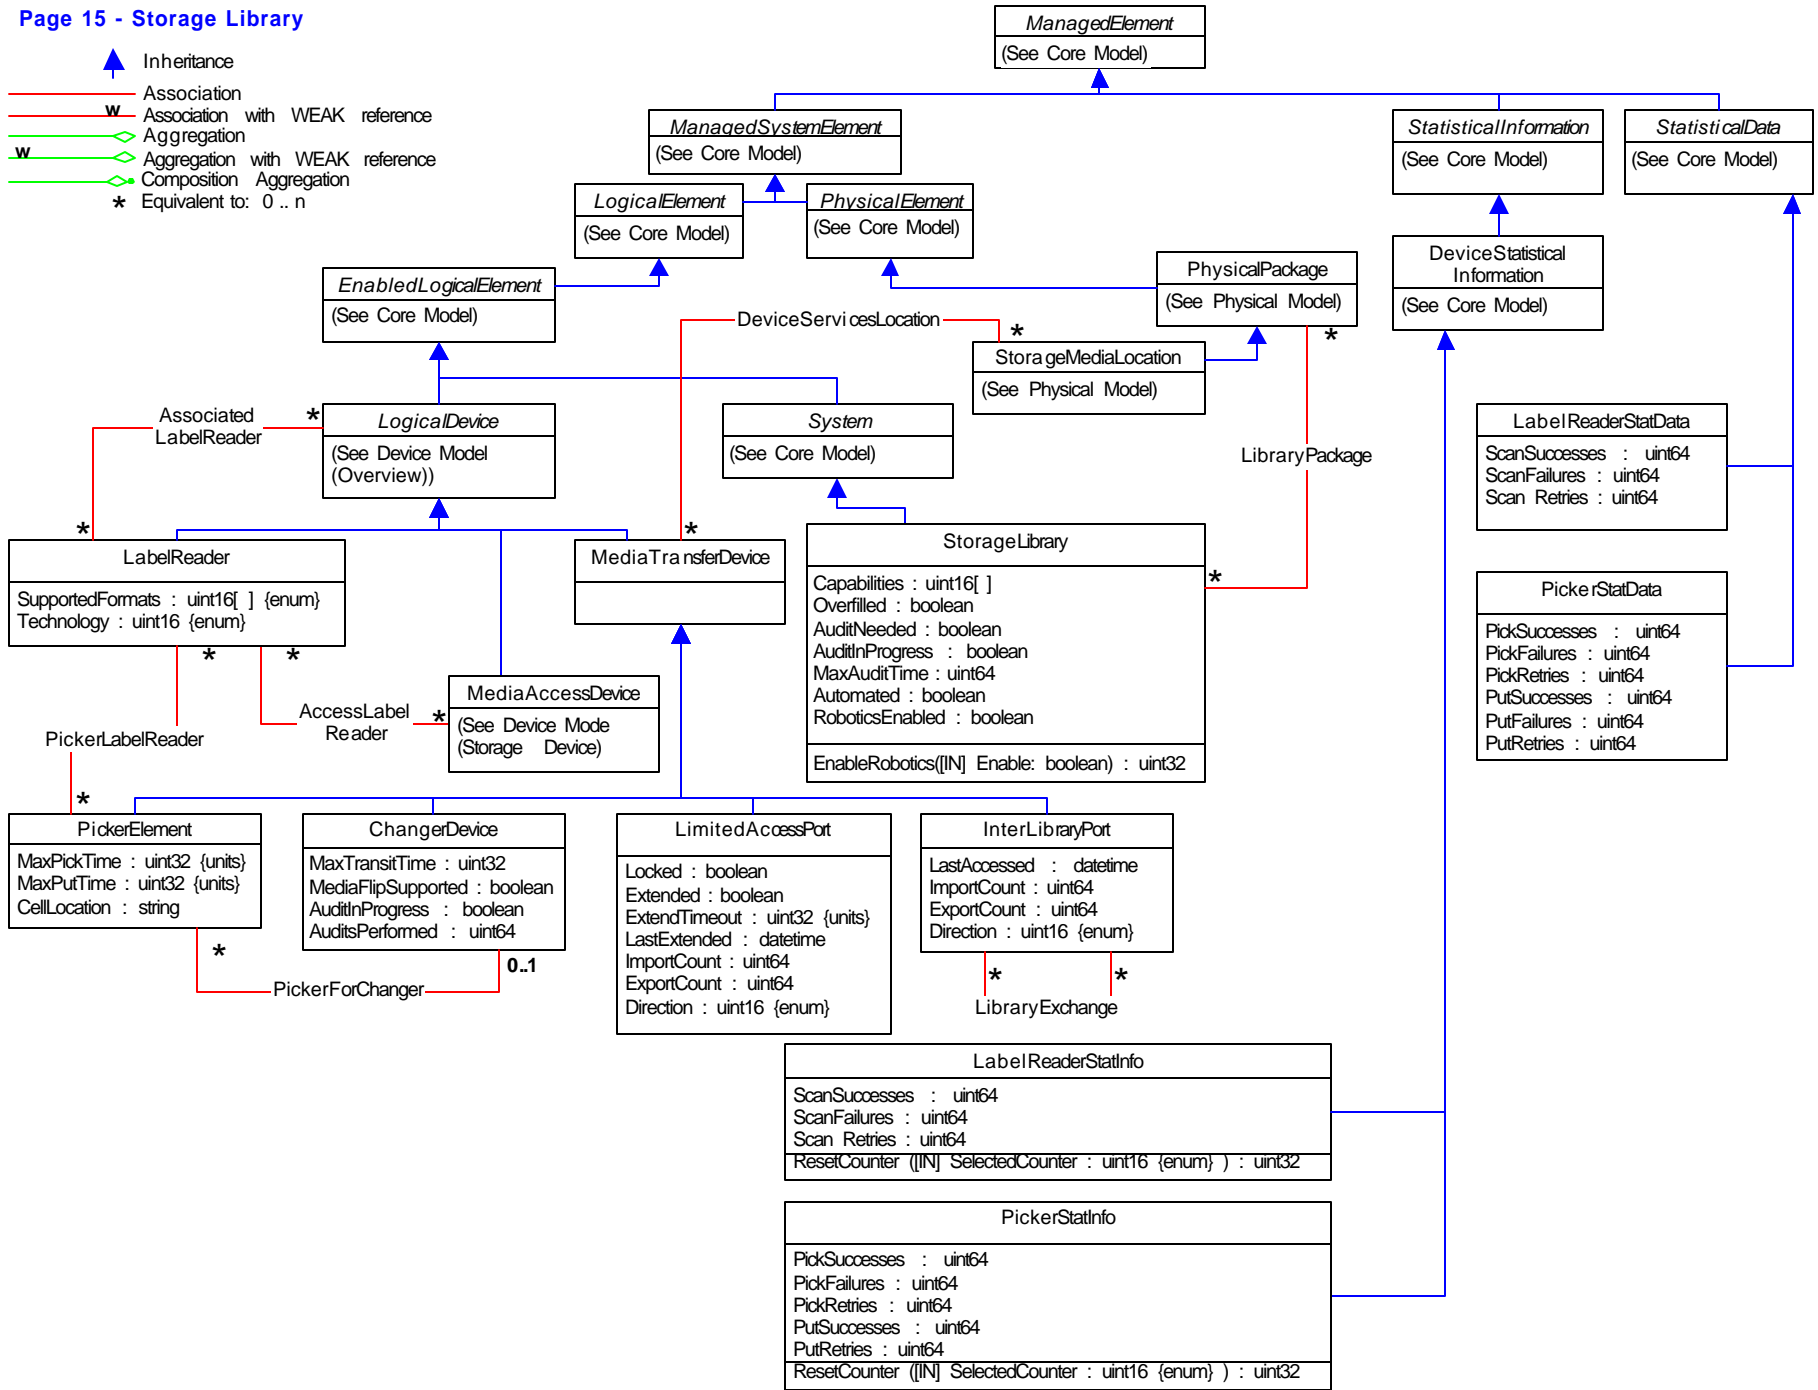 Page 15 - Storage Library
Inheritance
Association
w
Association with WEAK reference
Aggregation
w
Aggregation with WEAK reference
Composition Aggregation
* Equivalent to: 0 .. n
ManagedElement
(See Core Model)
ManagedSystemElement
(See Core Model)
StatisticalInformation
(See Core Model)
StatisticalData
(See Core Model)
LogicalElement
(See Core Model)
PhysicalElement
(See Core Model)
DeviceStatistical
Information
(See Core Model)
EnabledLogicalElement
(See Core Model)
PhysicalPackage
(See Physical Model)
*
DeviceServicesLocation
*
StorageMediaLocation
(See Physical Model)
Associated
LabelReader
*
*
LogicalDevice
(See Device Model
(Overview))
System
(See Core Model)
LibraryPackage
*
LabelReaderStatData
ScanSuccesses : uint64
ScanFailures : uint64
Scan Retries : uint64
LabelReader
SupportedFormats : uint16[ ] {enum}
Technology : uint16 {enum}
*
*
*
MediaTransferDevice
StorageLibrary
Capabilities : uint16[ ]
Overfilled : boolean
AuditNeeded : boolean
AuditInProgress : boolean
MaxAuditTime : uint64
Automated : boolean
RoboticsEnabled : boolean
EnableRobotics([IN] Enable: boolean) : uint32
PickerStatData
PickSuccesses : uint64
PickFailures : uint64
PickRetries : uint64
PutSuccesses : uint64
PutFailures : uint64
PutRetries : uint64
PickerLabelReader
*
AccessLabel
Reader
*
MediaAccessDevice
(See Device Mode
(Storage Device)
PickerElement
MaxPickTime : uint32 {units}
MaxPutTime : uint32 {units}
CellLocation : string
*
ChangerDevice
MaxTransitTime : uint32
MediaFlipSupported : boolean
AuditInProgress : boolean
AuditsPerformed : uint64
0..1
PickerForChanger
LimitedAccessPort
Locked : boolean
Extended : boolean
ExtendTimeout : uint32 {units}
LastExtended : datetime
ImportCount : uint64
ExportCount : uint64
Direction : uint16 {enum}
InterLibraryPort
LastAccessed : datetime
ImportCount : uint64
ExportCount : uint64
Direction : uint16 {enum}
*
*
LibraryExchange
LabelReaderStatInfo
ScanSuccesses : uint64
ScanFailures : uint64
Scan Retries : uint64
ResetCounter ([IN] SelectedCounter : uint16 {enum} ) : uint32
PickerStatInfo
PickSuccesses : uint64
PickFailures : uint64
PickRetries : uint64
PutSuccesses : uint64
PutRetries : uint64
ResetCounter ([IN] SelectedCounter : uint16 {enum} ) : uint32